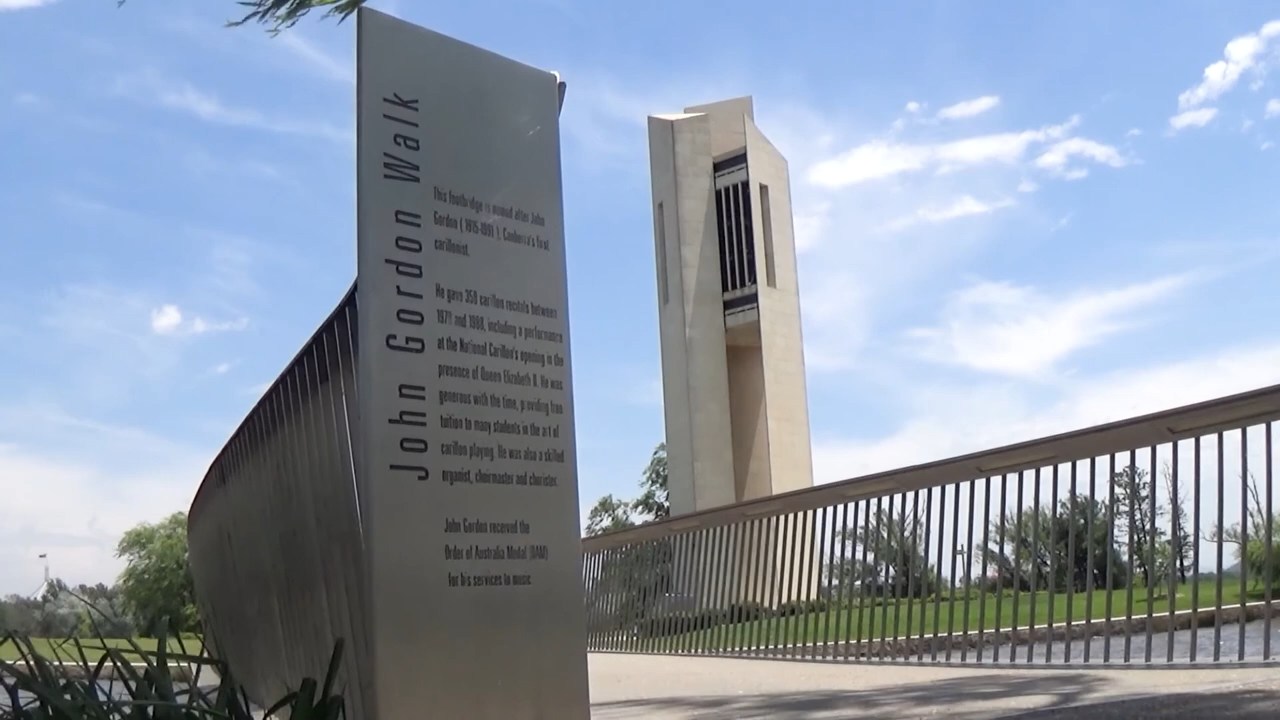 John Gordon Walk
This footbridge is named after John
Gordon ( 1915-1991 ), Canberra's first
carillonist.
He gave 350 carillon recitals between
1971 and 1988, including a performance
at the National Carillon's opening in the
presence of Queen Elizabeth II. He was
generous with the time, providing free
tuition to many students in the art of
carillon playing. He was also a skilled
organist, choirmaster and chorister.
John Gordon received the
Order of Australia Medal (OAM)
for his services to music